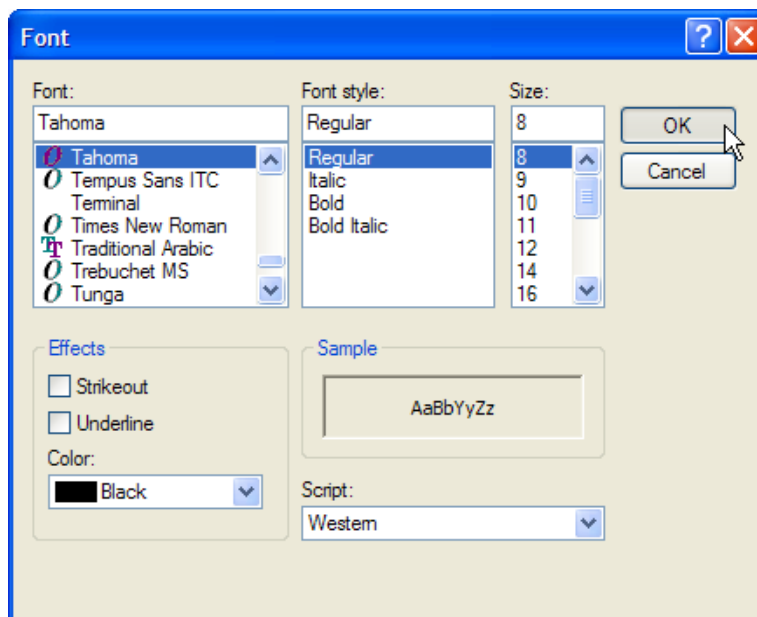 Font
Font:
Tahoma
Tahoma
Tempus Sans ITC
Terminal
Times New Roman
Traditional Arabic
Trebuchet MS
Tunga
Font style:
Regular
Regular
Italic
Bold
Bold Italic
Size:
8
8
9
10
11
12
14
16
OK
Cancel
Effects
Strikeout
Underline
Color:
Black
Sample
AaBbYyZz
Script:
Western